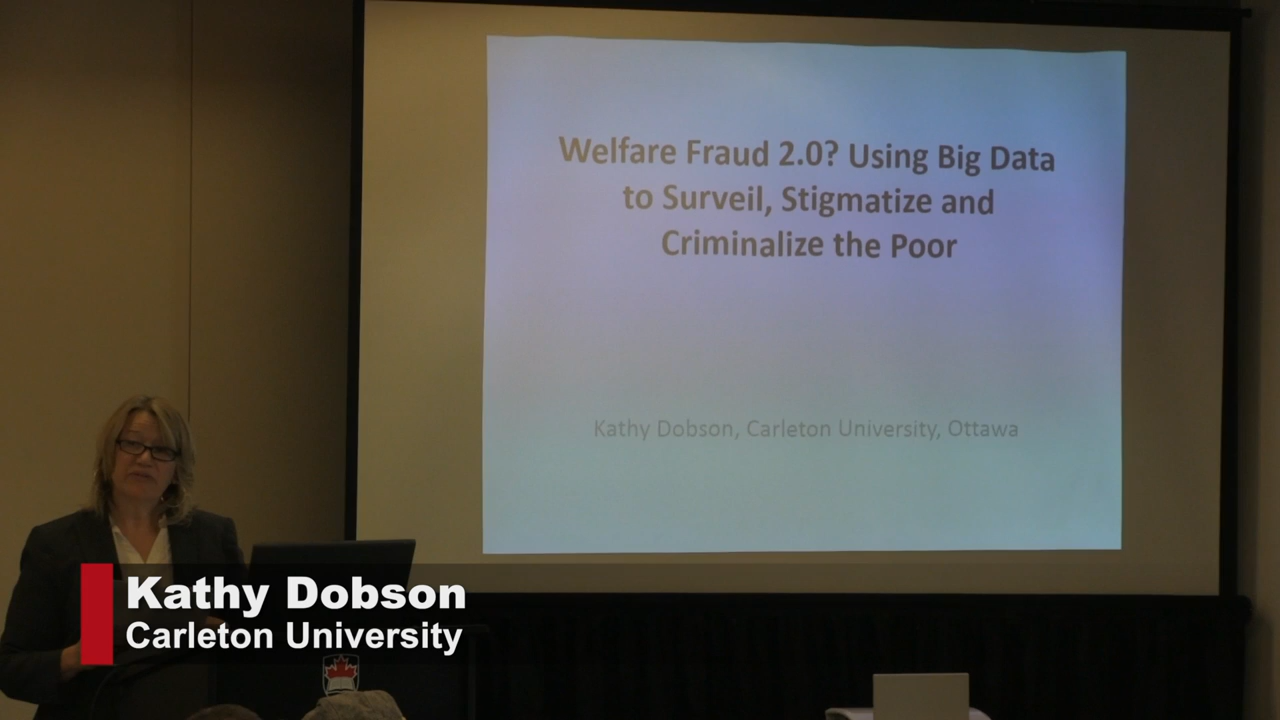 Welfare Fraud 2.0? Using Big Data
to Surveil, Stigmatize and
Criminalize the Poor
Kathy Dobson, Carleton University, Ottawa
Kathy Dobson
Carleton University